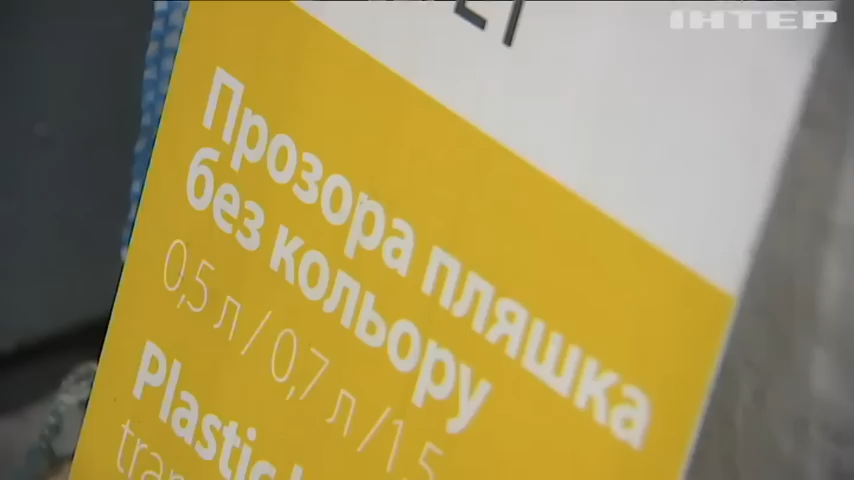 ІНТЕР
Прозора пляшка
без кольору
0,5 л / 0,7 л / 1,5
Plastic